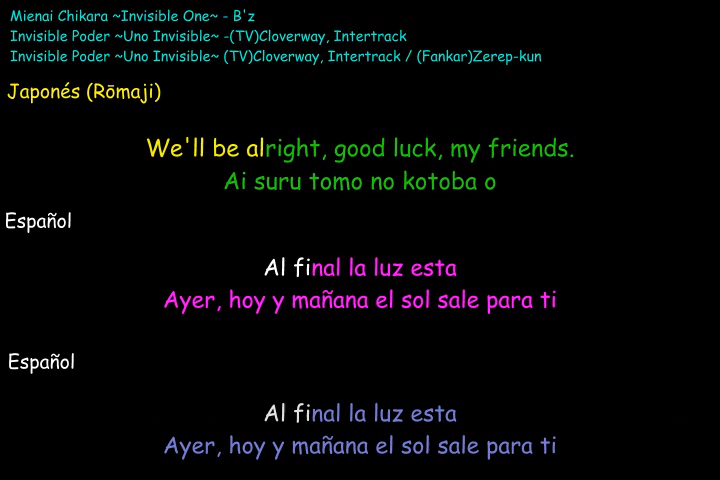 Mienai Chikara ~Invisible One~ - B'z
Invisible Poder ~Uno Invisible~ -(TV)Cloverway, Intertrack
Invisible Poder ~Uno Invisible~ (TV)Cloverway, Intertrack / (Fankar)Zerep-kun
Japonés (Rōmaji)
We'll be alright, good luck, my friends.
Ai suru tomo no kotoba o
Español
Al final la luz esta
Ayer, hoy y mañana el sol sale para ti
Español
Al final la luz esta
Ayer, hoy y mañana el sol sale para ti